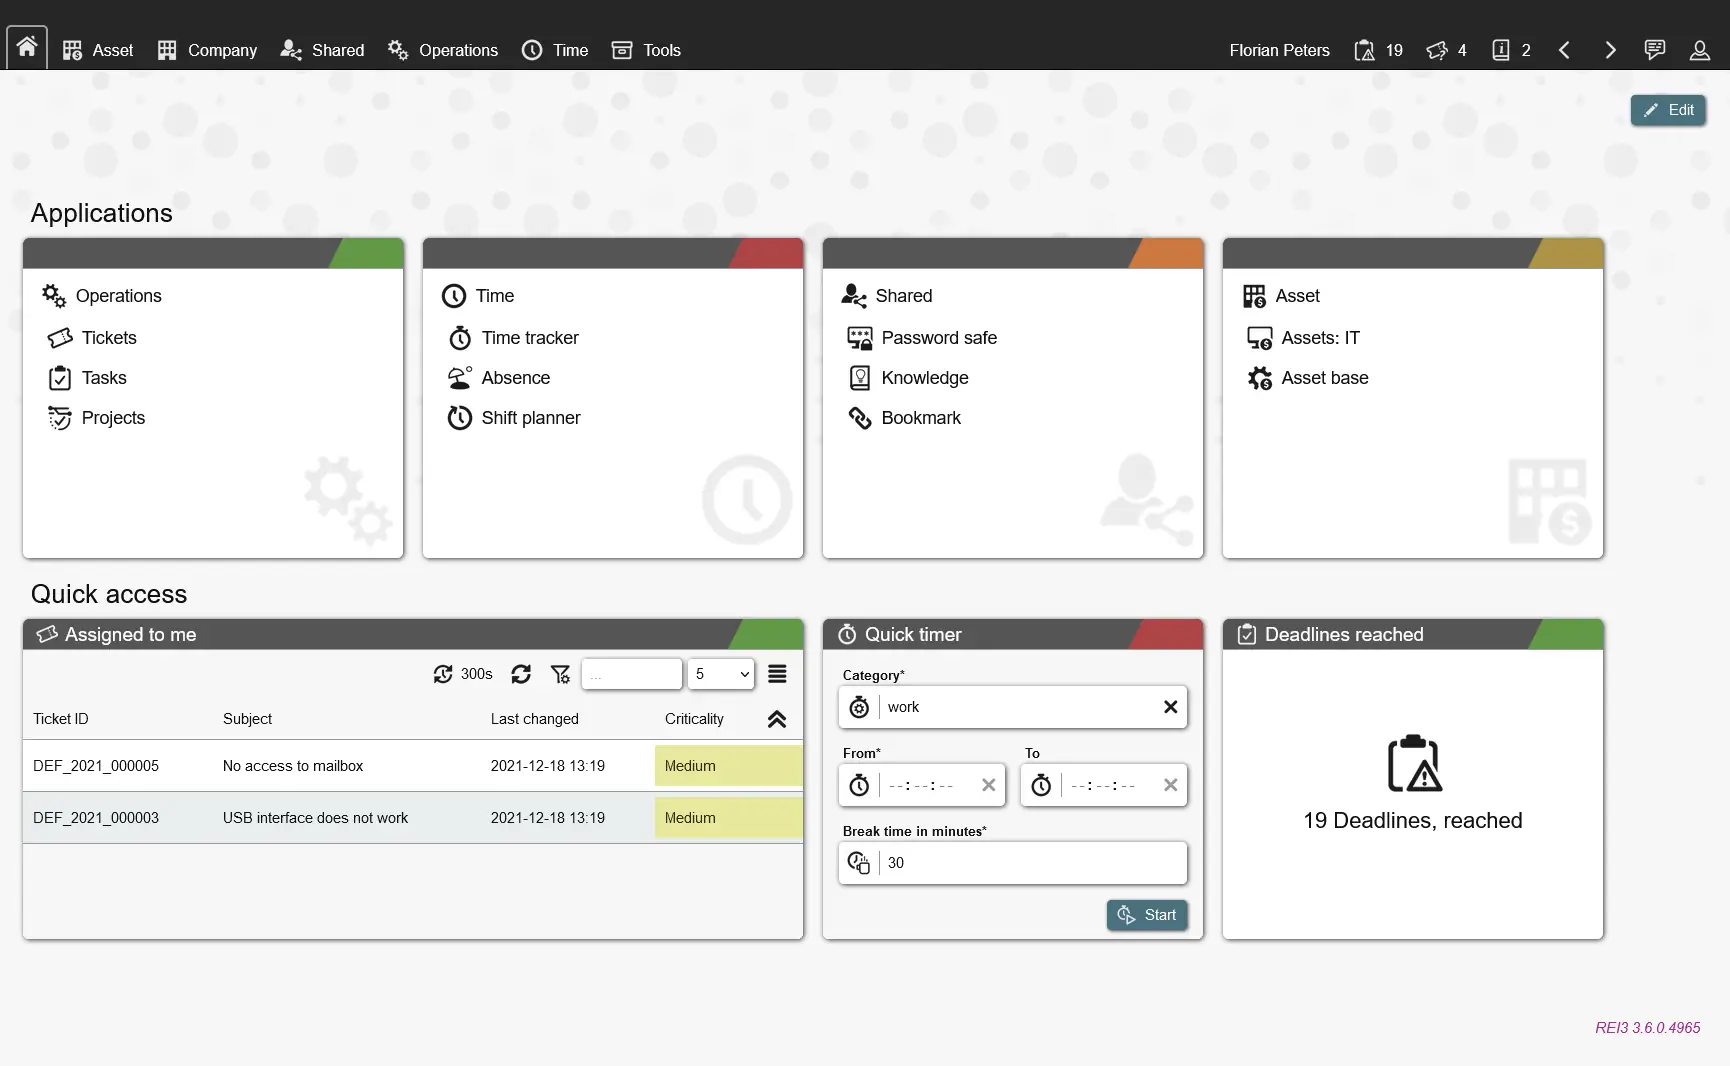 Asset Company Shared Operations Time Tools Florian Peters 19 4 2
Edit
Applications
Operations
Tickets
Tasks
Projects
Time
Time tracker
Absence
Shift planner
Shared
Password safe
Knowledge
Bookmark
Asset
Assets: IT
Asset base
Quick access
Assigned to me
300s ... 5
Ticket ID Subject Last changed Criticality
DEF_2021_000005 No access to mailbox 2021-12-18 13:19 Medium
DEF_2021_000003 USB interface does not work 2021-12-18 13:19 Medium
Quick timer
Category*
work
From* To
--:--:-- --:--:--
Break time in minutes*
30
Start
Deadlines reached
19 Deadlines, reached
REI3 3.6.0.4965